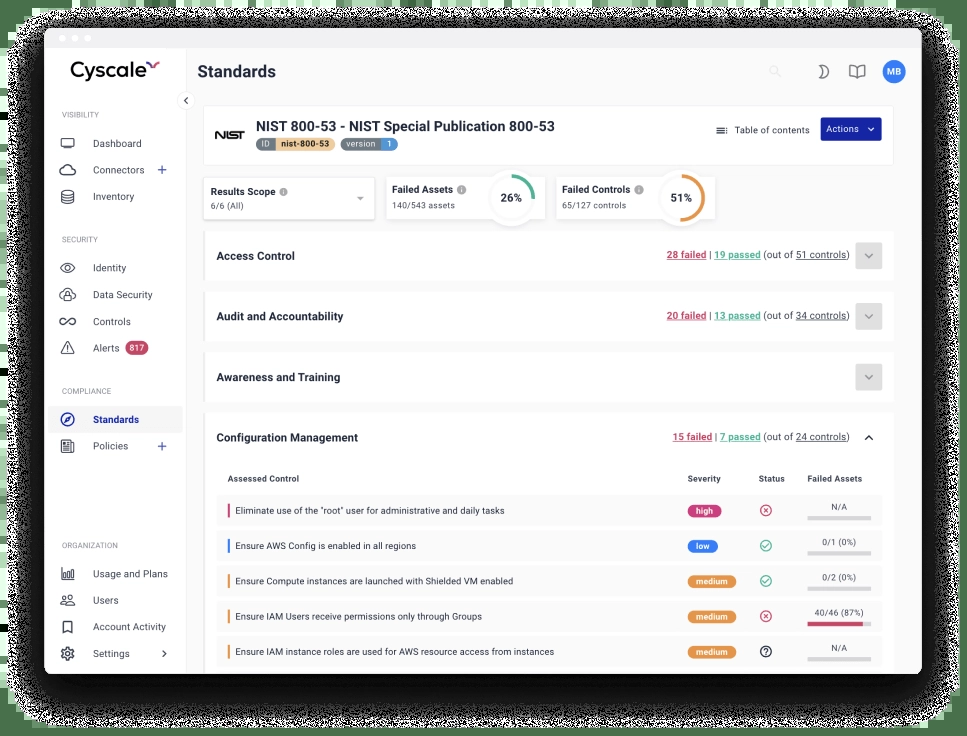 Cyscale
Standards
MB
VISIBILITY
Dashboard
Connectors +
Inventory
SECURITY
Identity
Data Security
Controls
Alerts 817
COMPLIANCE
Standards
Policies +
ORGANIZATION
Usage and Plans
Users
Account Activity
Settings
NIST
NIST 800-53 - NIST Special Publication 800-53
ID nist-800-53 version 1
Table of contents
Actions
Results Scope
6/6 (All)
Failed Assets
140/543 assets
26%
Failed Controls
65/127 controls
51%
Access Control
28 failed | 19 passed (out of 51 controls)
Audit and Accountability
20 failed | 13 passed (out of 34 controls)
Awareness and Training
Configuration Management
15 failed | 7 passed (out of 24 controls)
Assessed Control Severity Status Failed Assets
Eliminate use of the "root" user for administrative and daily tasks high N/A
Ensure AWS Config is enabled in all regions low 0/1 (0%)
Ensure Compute instances are launched with Shielded VM enabled medium 0/2 (0%)
Ensure IAM Users receive permissions only through Groups medium 40/46 (87%)
Ensure IAM instance roles are used for AWS resource access from instances medium N/A